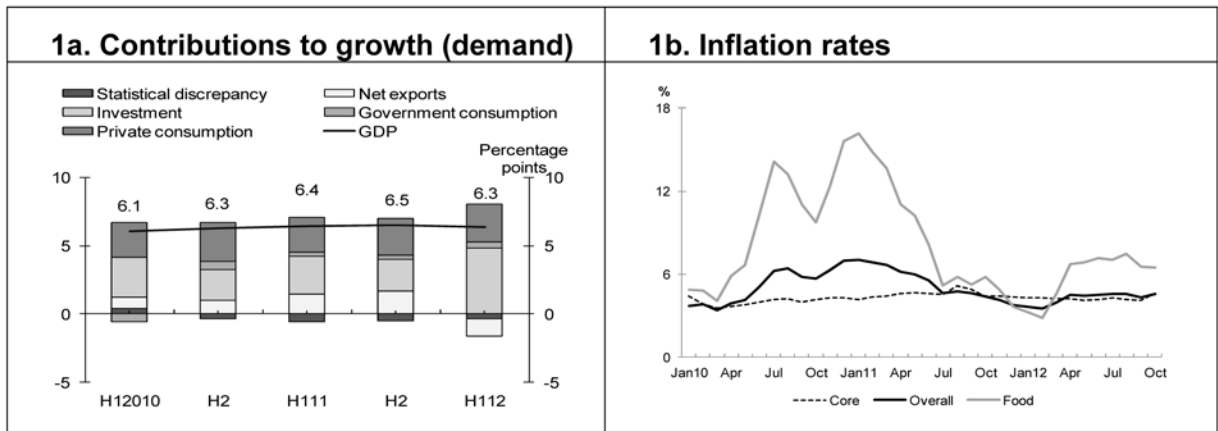 1a. Contributions to growth (demand)
Statistical discrepancy Net exports
Investment Government consumption
Private consumption GDP
Percentage
points
10 10
6.1 6.3 6.4 6.5 6.3
5 5
0 0
-5 -5
H12010 H2 H111 H2 H112
1b. Inflation rates
%
18
12
6
0
Jan10 Apr Jul Oct Jan11 Apr Jul Oct Jan12 Apr Jul Oct
Core Overall Food